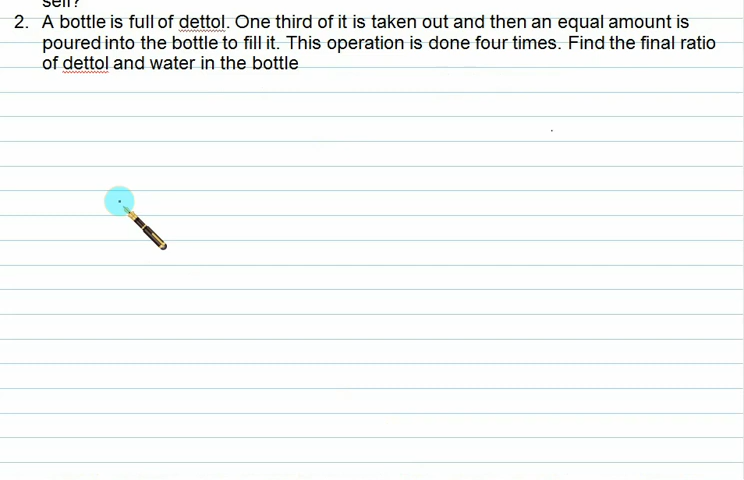 sell?
2. A bottle is full of dettol. One third of it is taken out and then an equal amount is
poured into the bottle to fill it. This operation is done four times. Find the final ratio
of dettol and water in the bottle